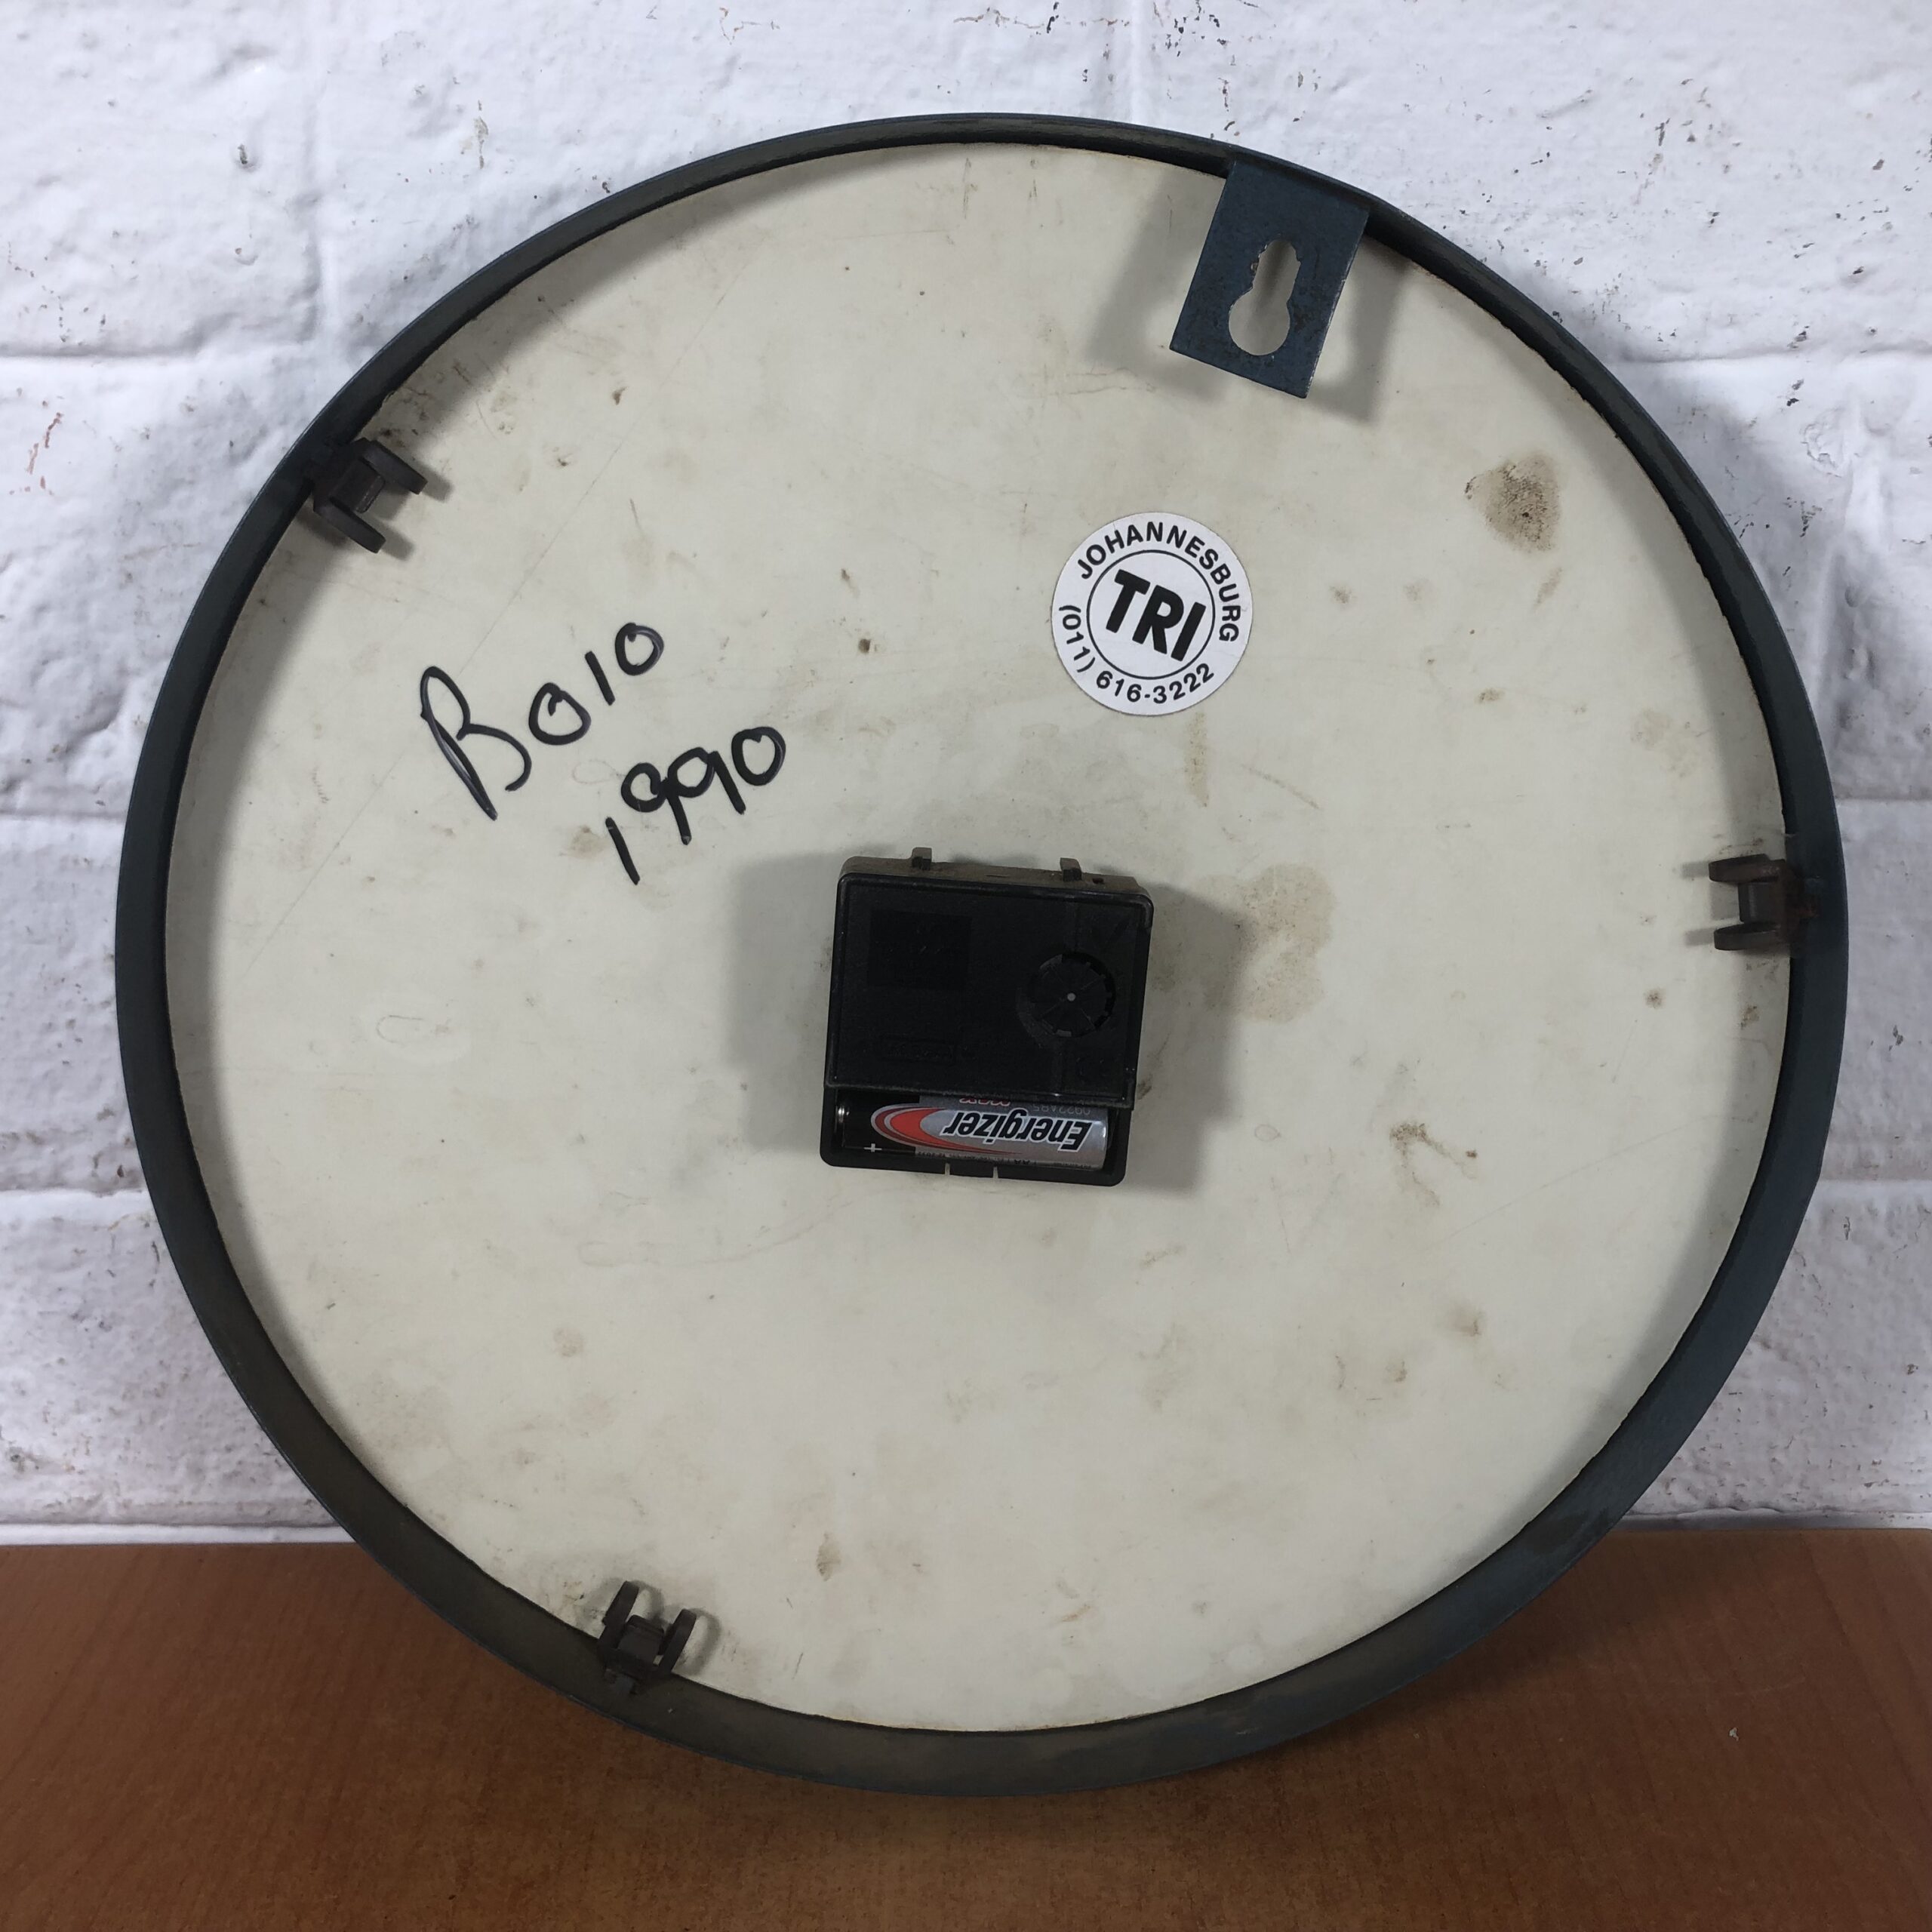 JOHANNESBURG
TRI
(011) 616-3222
B010
1990
Energizer
+